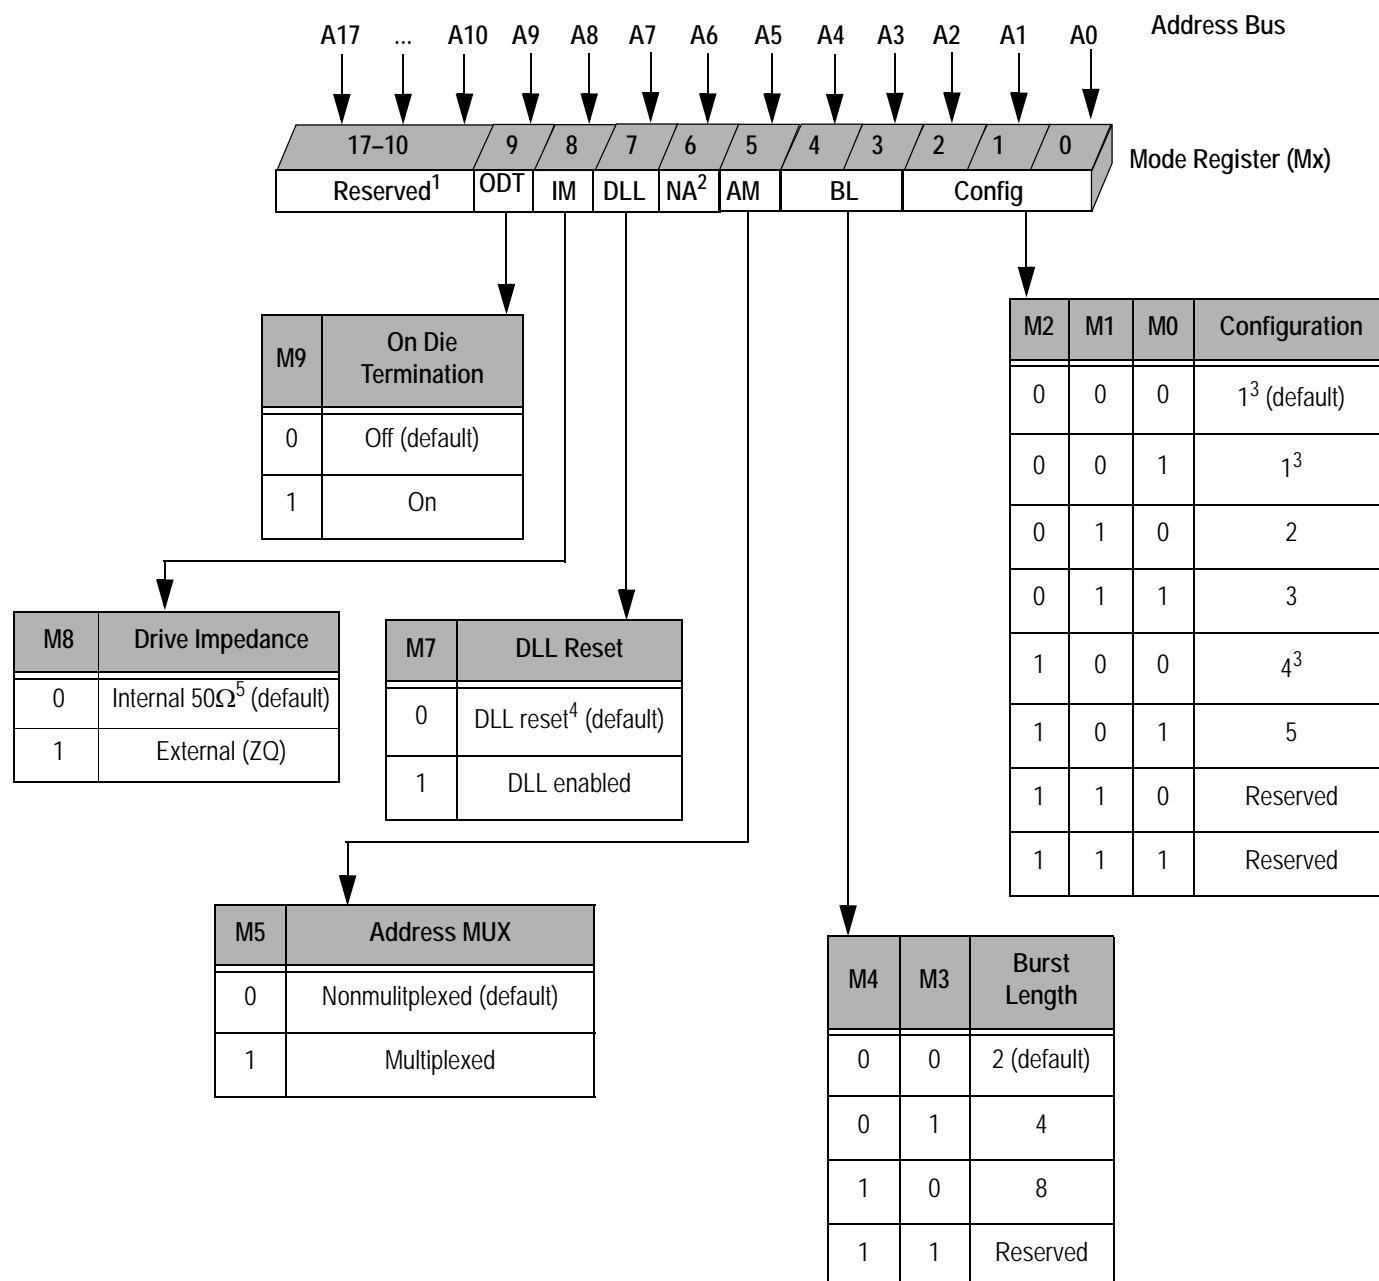 Address Bus
A17 ... A10 A9 A8 A7 A6 A5 A4 A3 A2 A1 A0
17–10 9 8 7 6 5 4 3 2 1 0
Mode Register (Mx)
Reserved1 ODT IM DLL NA2 AM BL Config
M9 On Die Termination
0 Off (default)
1 On
M2 M1 M0 Configuration
0 0 0 13 (default)
0 0 1 13
0 1 0 2
0 1 1 3
1 0 0 43
1 0 1 5
1 1 0 Reserved
1 1 1 Reserved
M8 Drive Impedance
0 Internal 50Ω5 (default)
1 External (ZQ)
M7 DLL Reset
0 DLL reset4 (default)
1 DLL enabled
M5 Address MUX
0 Nonmulitplexed (default)
1 Multiplexed
M4 M3 Burst Length
0 0 2 (default)
0 1 4
1 0 8
1 1 Reserved